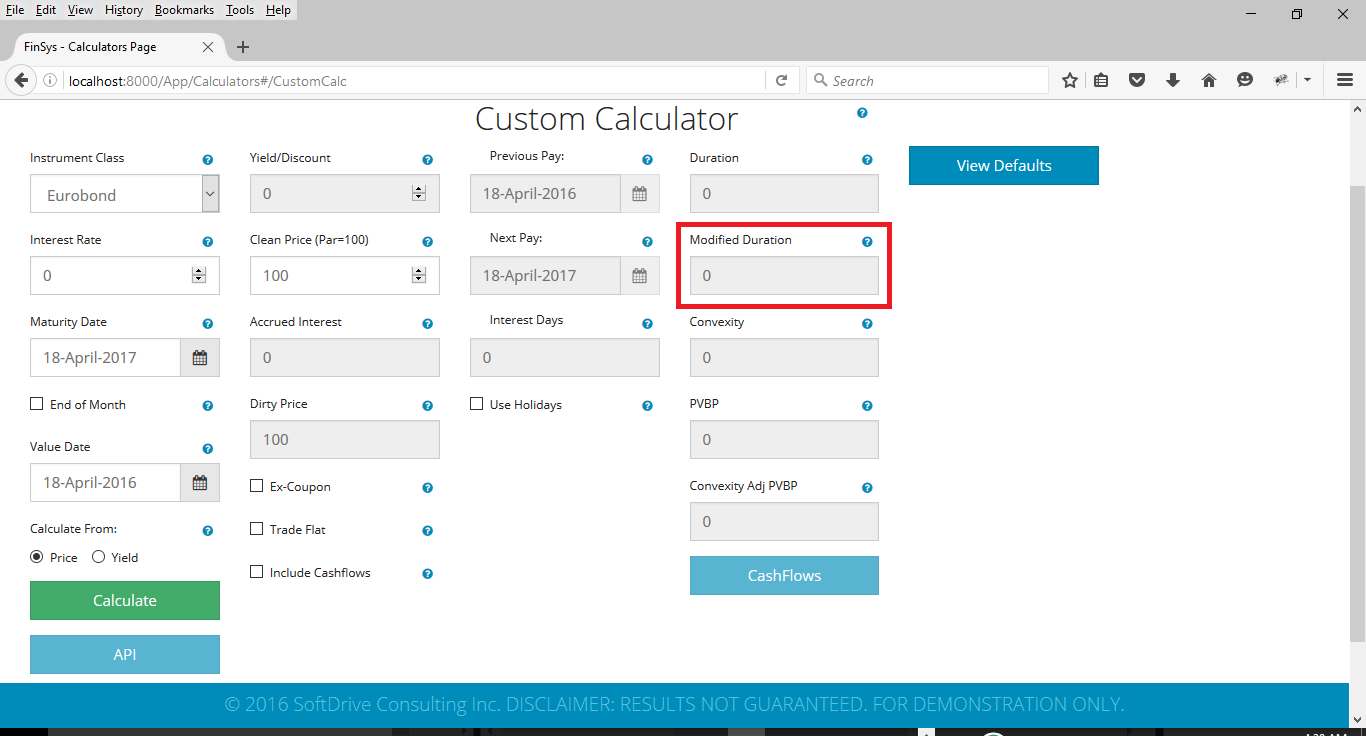 File Edit View History Bookmarks Tools Help
FinSys - Calculators Page
localhost:8000/App/Calculators#/CustomCalc
Search
Custom Calculator
Instrument Class
Eurobond
Interest Rate
0
Maturity Date
18-April-2017
End of Month
Value Date
18-April-2016
Calculate From:
Price Yield
Calculate
API
Yield/Discount
0
Clean Price (Par=100)
100
Accrued Interest
0
Dirty Price
100
Ex-Coupon
Trade Flat
Include Cashflows
Previous Pay:
18-April-2016
Next Pay:
18-April-2017
Interest Days
0
Use Holidays
Duration
0
Modified Duration
0
Convexity
0
PVBP
0
Convexity Adj PVBP
0
CashFlows
View Defaults
© 2016 SoftDrive Consulting Inc. DISCLAIMER: RESULTS NOT GUARANTEED. FOR DEMONSTRATION ONLY.